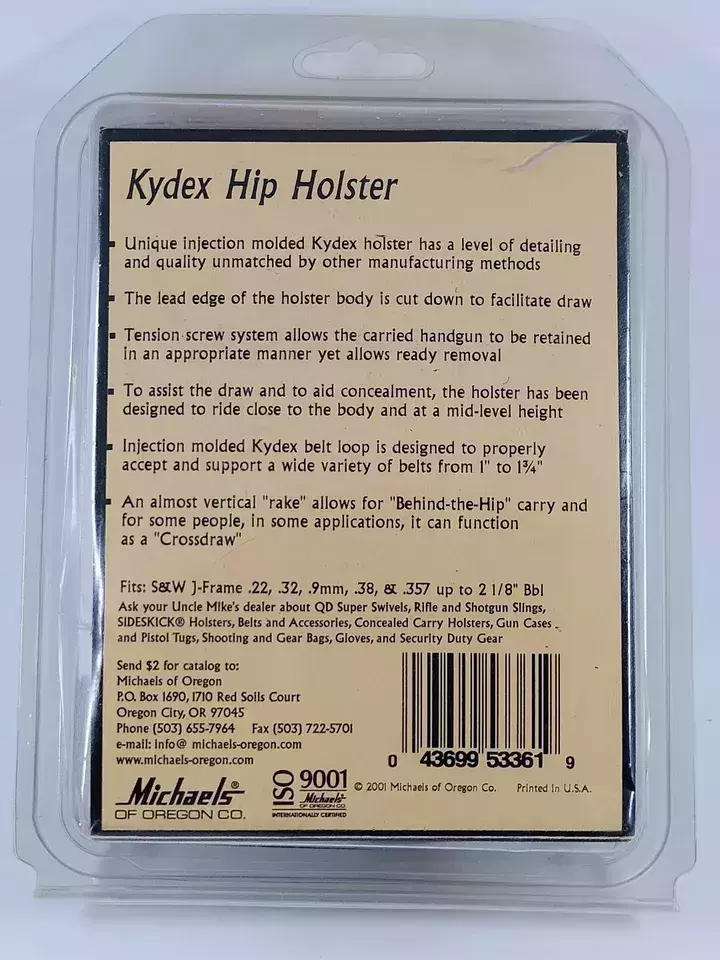 Kydex Hip Holster
Unique injection molded Kydex holster has a level of detailing
and quality unmatched by other manufacturing methods
The lead edge of the holster body is cut down to facilitate draw
Tension screw system allows the carried handgun to be retained
in an appropriate manner yet allows ready removal
To assist the draw and to aid concealment, the holster has been
designed to ride close to the body and at a mid-level height
Injection molded Kydex belt loop is designed to properly
accept and support a wide variety of belts from 1" to 1¾"
An almost vertical "rake" allows for "Behind-the-Hip" carry and
for some people, in some applications, it can function
as a "Crossdraw"
Fits: S&W J-Frame .22, .32, .9mm, .38, & .357 up to 2 1/8" Bbl
Ask your Uncle Mike's dealer about QD Super Swivels, Rifle and Shotgun Slings,
SIDEKICK® Holsters, Belts and Accessories, Concealed Carry Holsters, Gun Cases
and Pistol Tugs, Shooting and Gear Bags, Gloves, and Security Duty Gear
Send $2 for catalog to:
Michaels of Oregon
P.O. Box 1690, 1710 Red Soils Court
Oregon City, OR 97045
Phone (503) 655-7964 Fax (503) 722-5701
e-mail: info@ michaels-oregon.com
www.michaels-oregon.com
0 43699 53361 9
Michaels®
OF OREGON CO.
ISO 9001
Michaels
OF OREGON CO.
INTERNATIONALLY CERTIFIED
© 2001 Michaels of Oregon Co. Printed In U.S.A.